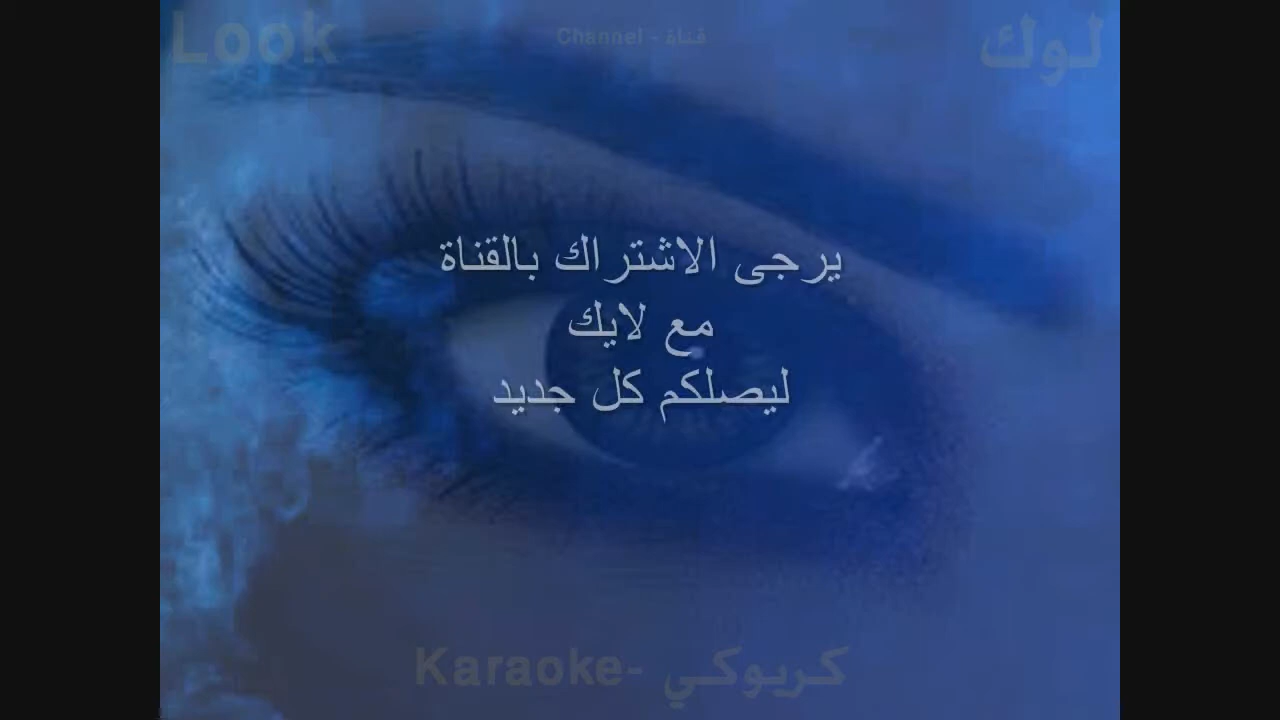 Look
Channel - قناة
لوك
يرجى الاشتراك بالقناة
مع لايك
ليصلكم كل جديد
Karaoke- كريوكي